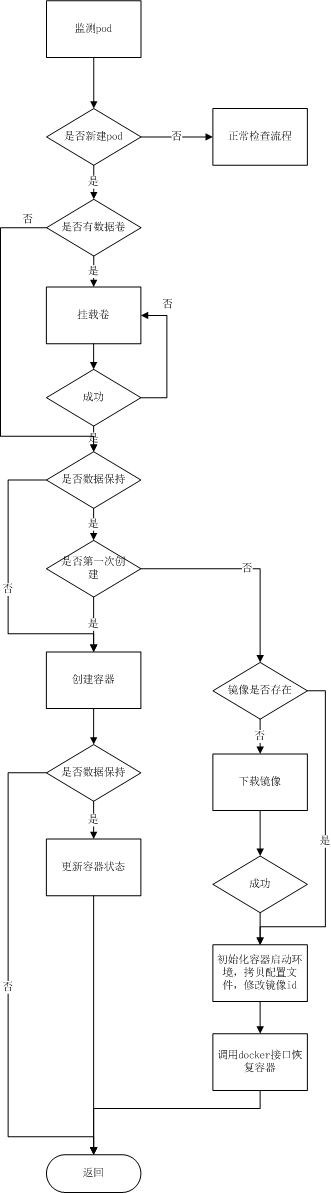 监测pod
是否新建pod
否
正常检查流程
是
否
是否有数据卷
是
挂载卷
否
成功
是
是否数据保持
是
是否第一次创
建
否
否
是
创建容器
镜像是否存在
否
是否数据保持
下载镜像
是
是
更新容器状态
成功
初始化容器启动环
境，拷贝配置文
件，修改镜像id
否
调用docker接口恢
复容器
返回